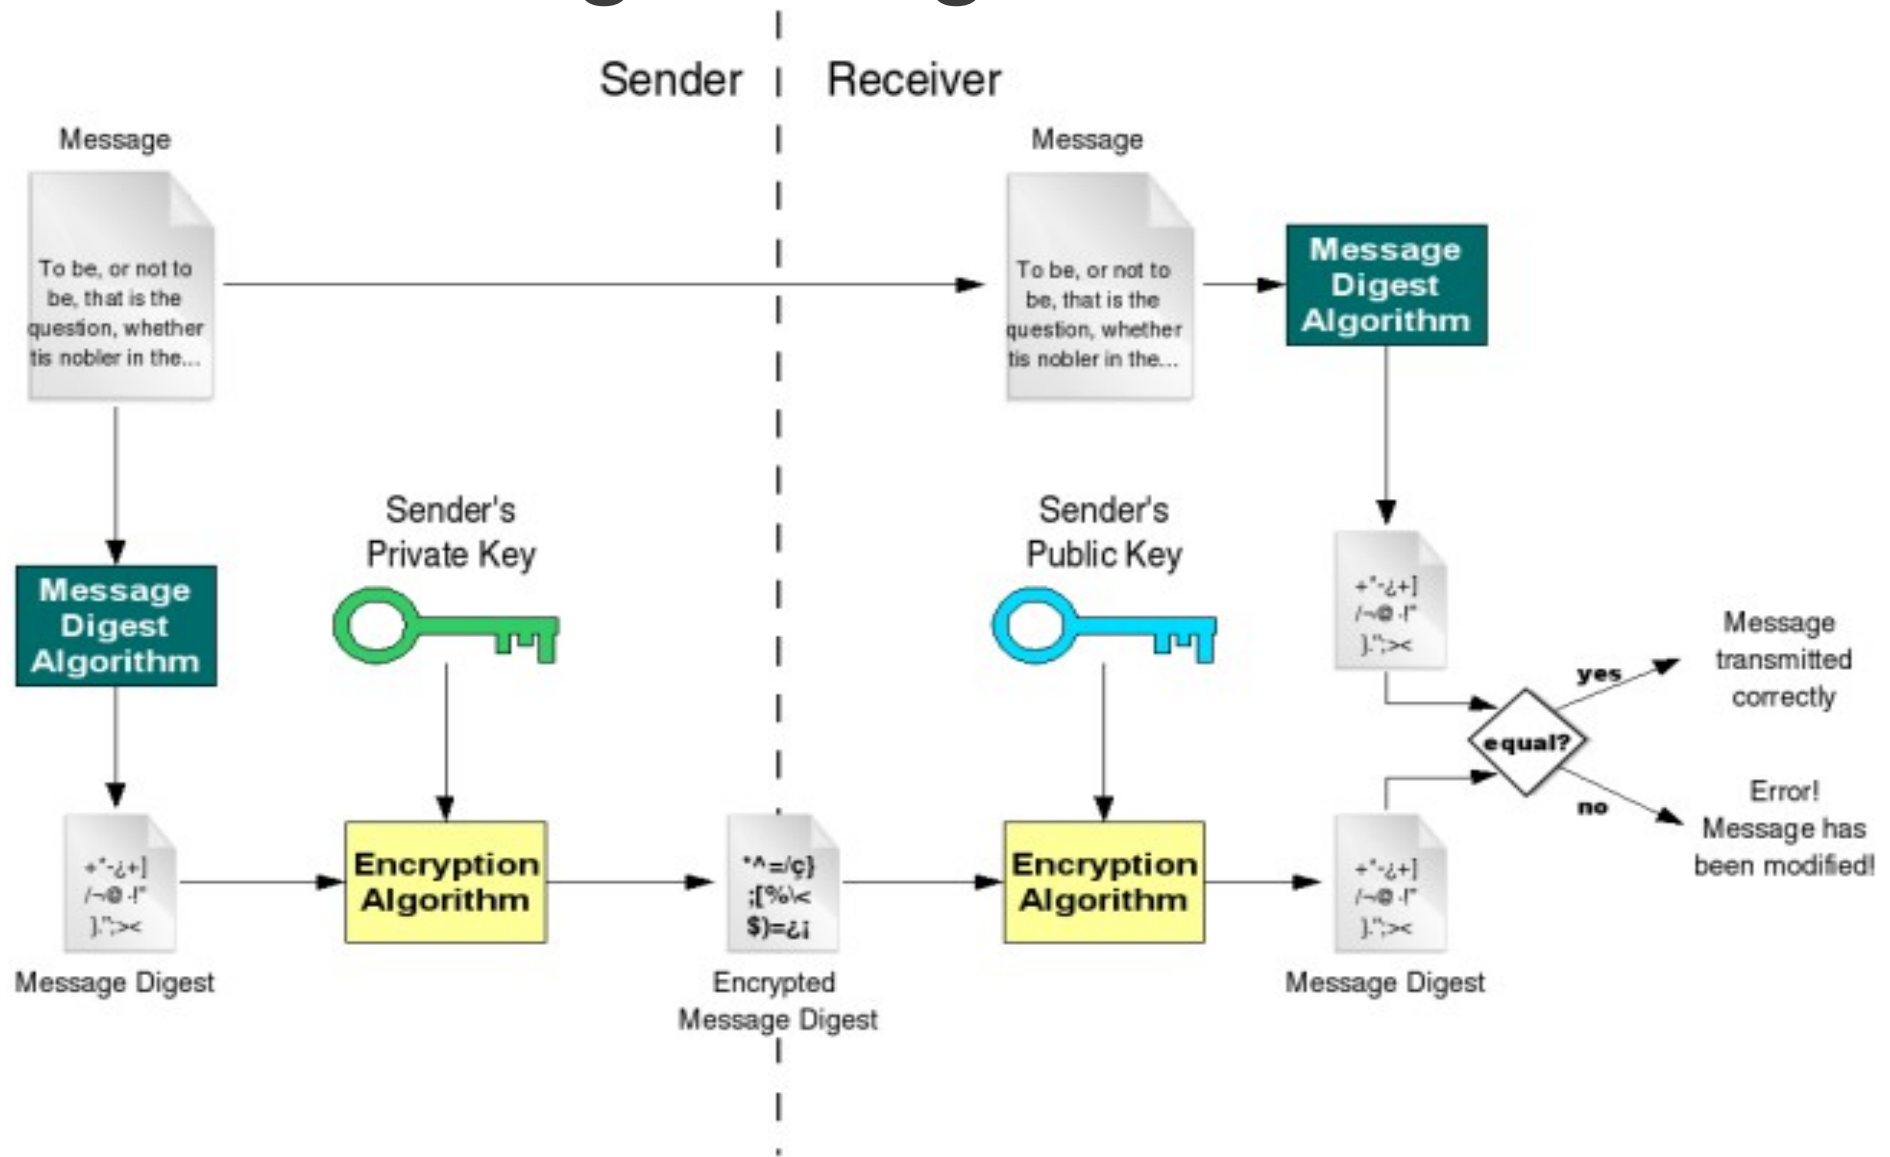 Sender
Receiver
Message
To be, or not to
be, that is the
question, whether
tis nobler in the...
Message
To be, or not to
be, that is the
question, whether
tis nobler in the...
Message
Digest
Algorithm
Message
Digest
Algorithm
Sender's
Private Key
Sender's
Public Key
+*-¿+]
/¬@-!"
].";><
equal?
yes
no
Message
transmitted
correctly
Error!
Message has
been modified!
+*-¿+]
/¬@-!"
].";><
Message Digest
Encryption
Algorithm
*^=/ç}
;[%\<
$)=¿¡
Encrypted
Message Digest
Encryption
Algorithm
+*-¿+]
/¬@-!"
].";><
Message Digest